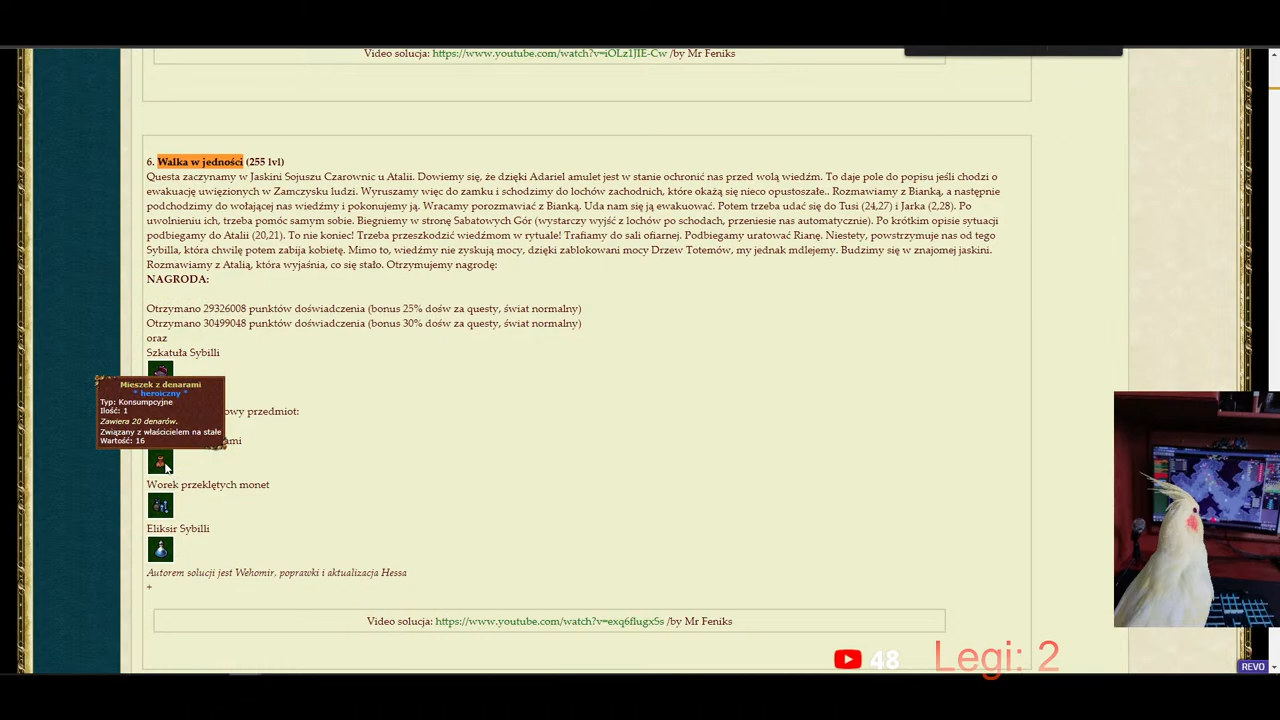 Video solucja: https://www.youtube.com/watch?v=iOLz1JIE-Cw /by Mr Feniks
6. Walka w jedności (255 lvl)
Questa zaczynamy w Jaskini Sojuszu Czarownic u Atalii. Dowiemy się, że dzięki Adariel amulet jest w stanie ochronić nas przed wolą wiedźm. To daje pole do popisu jeśli chodzi o
ewakuację uwięzionych w Zamczysku ludzi. Wyruszamy więc do zamku i schodzimy do lochów zachodnich, które okażą się nieco opustoszałe.. Rozmawiamy z Bianką, a następnie
podchodzimy do wołającej nas wiedźmy i pokonujemy ją. Wracamy porozmawiać z Bianką. Uda nam się ją ewakuować. Potem trzeba udać się do Tusi (24,27) i Jarka (2,28). Po
uwolnieniu ich, trzeba pomóc samym sobie. Biegniemy w stronę Sabatowych Gór (wystarczy wyjść z lochów po schodach, przeniesie nas automatycznie). Po krótkim opisie sytuacji
podbiegamy do Atalii (20,21). To nie koniec! Trzeba przeszkodzić wiedźmom w rytuale! Trafiamy do sali ofiarnej. Podbiegamy uratować Rianę. Niestety, powstrzymuje nas od tego
Sybilla, która chwilę potem zabija kobietę. Mimo to, wiedźmy nie zyskują mocy, dzięki zablokowani mocy Drzew Totemów, my jednak mdlejemy. Budzimy się w znajomej jaskini.
Rozmawiamy z Atalią, która wyjaśnia, co się stało. Otrzymujemy nagrodę:
NAGRODA:
Otrzymano 29326008 punktów doświadczenia (bonus 25% dośw za questy, świat normalny)
Otrzymano 30499048 punktów doświadczenia (bonus 30% dośw za questy, świat normalny)
oraz
Szkatuła Sybilli
Mieszek z denarami
* heroiczny *
Typ: Konsumpcyjne
Ilość: 1
Zawiera 20 denarów.
Związany z właścicielem na stałe
Wartość: 16
owy przedmiot:
ami
Worek przeklętych monet
Eliksir Sybilli
Autorem solucji jest Wehomir, poprawki i aktualizacja Hessa
+
Video solucja: https://www.youtube.com/watch?v=exq6flugxSs /by Mr Feniks
48
Legi: 2
REVO